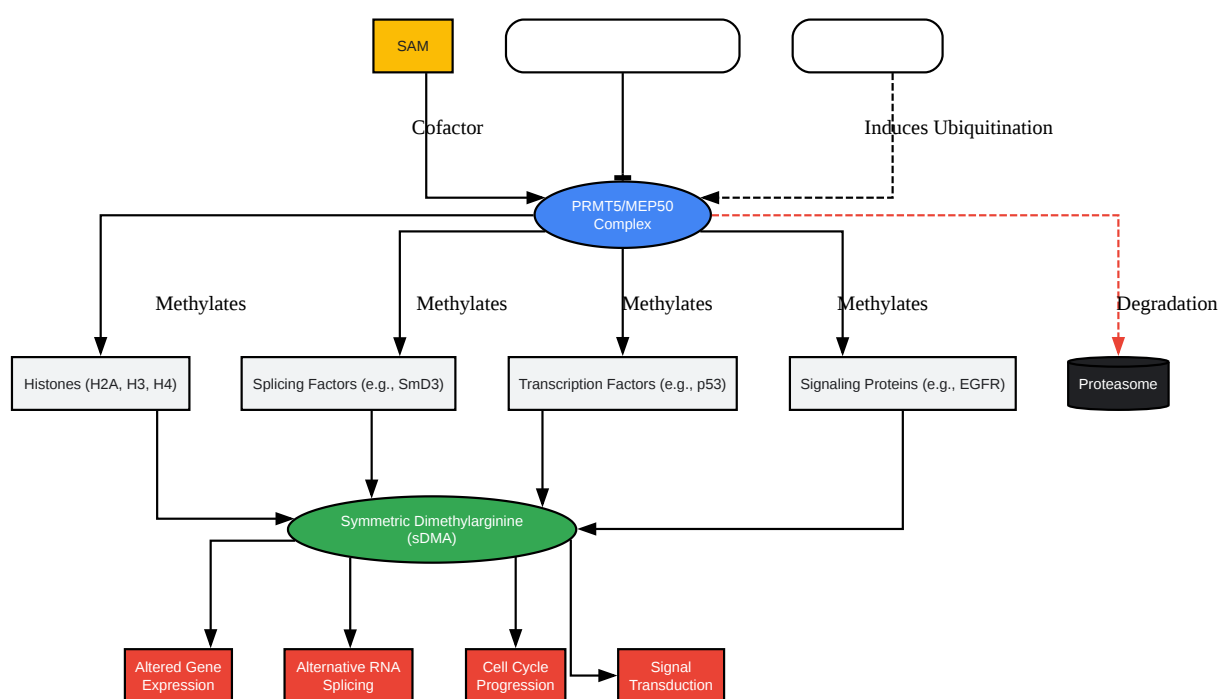 SAM
Cofactor
Induces Ubiquitination
PRMT5/MEP50
Complex
Methylates
Methylates
Methylates
Methylates
Degradation
Histones (H2A, H3, H4)
Splicing Factors (e.g., SmD3)
Transcription Factors (e.g., p53)
Signaling Proteins (e.g., EGFR)
Proteasome
Symmetric Dimethylarginine
(sDMA)
Altered Gene
Expression
Alternative RNA
Splicing
Cell Cycle
Progression
Signal
Transduction